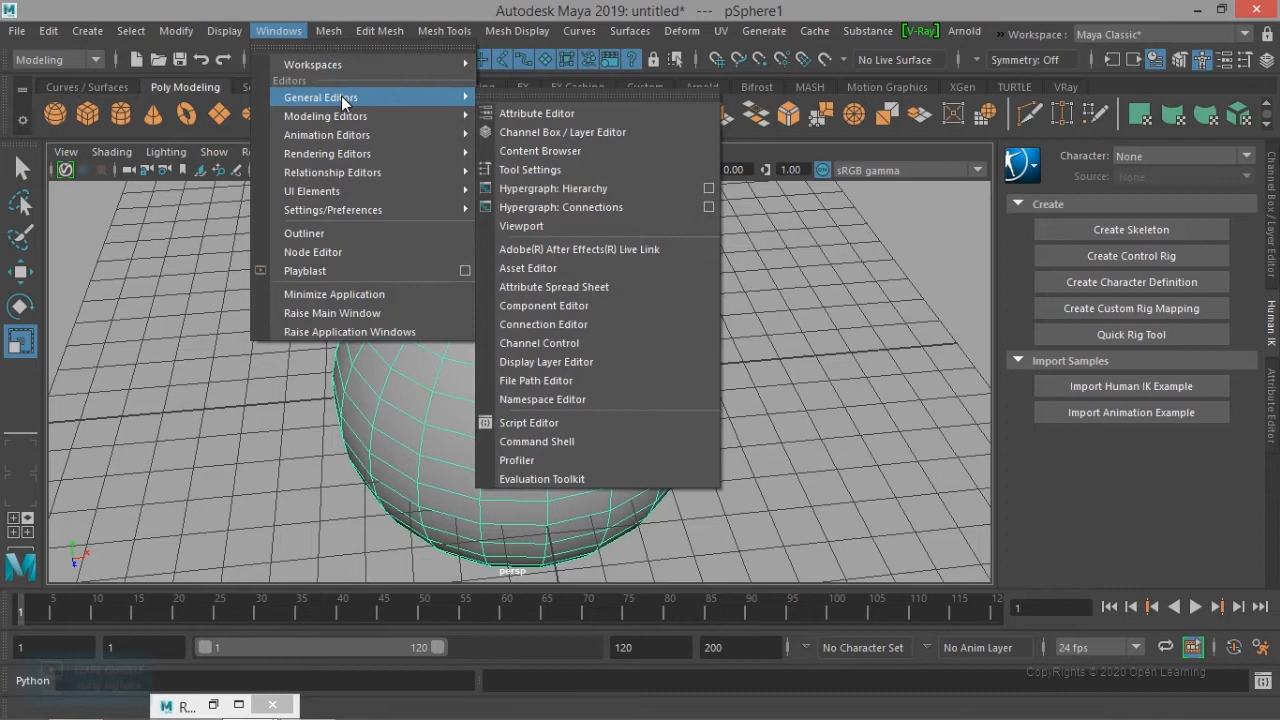 Autodesk Maya 2019: untitled* --- pSphere1
File Edit Create Select Modify Display Windows Mesh Edit Mesh Mesh Tools Mesh Display Curves Surfaces Deform UV Generate Cache Substance [V-Ray] Arnold Workspace : Maya Classic*
Modeling No Live Surface Symmetry: Off
Curves / Surfaces Poly Modeling Bifrost MASH Motion Graphics XGen TURTLE V-Ray
View Shading Lighting Show 0.00 1.00 sRGB gamma
Workspaces
Editors
General Editors
Modeling Editors
Animation Editors
Rendering Editors
Relationship Editors
UI Elements
Settings/Preferences
Outliner
Node Editor
Playblast
Minimize Application
Raise Main Window
Raise Application Windows
Attribute Editor
Channel Box / Layer Editor
Content Browser
Tool Settings
Hypergraph: Hierarchy
Hypergraph: Connections
Viewport
Adobe(R) After Effects(R) Live Link
Asset Editor
Attribute Spread Sheet
Component Editor
Connection Editor
Channel Control
Display Layer Editor
File Path Editor
Namespace Editor
Script Editor
Command Shell
Profiler
Evaluation Toolkit
Character: None
Source: None
Create
Create Skeleton
Create Control Rig
Create Character Definition
Create Custom Rig Mapping
Quick Rig Tool
Import Samples
Import Human IK Example
Import Animation Example
Channel Box / Layer Editor
Human IK
Attribute Editor
persp
5 10 15 20 25 30 35 40 45 50 55 60 65 70 75 80 85 90 95 100 105 110 115 120
1 1
1 1 1 120 120 200 No Character Set No Anim Layer 24 fps
Python
CopyRights © 2020 Open Learning
R...